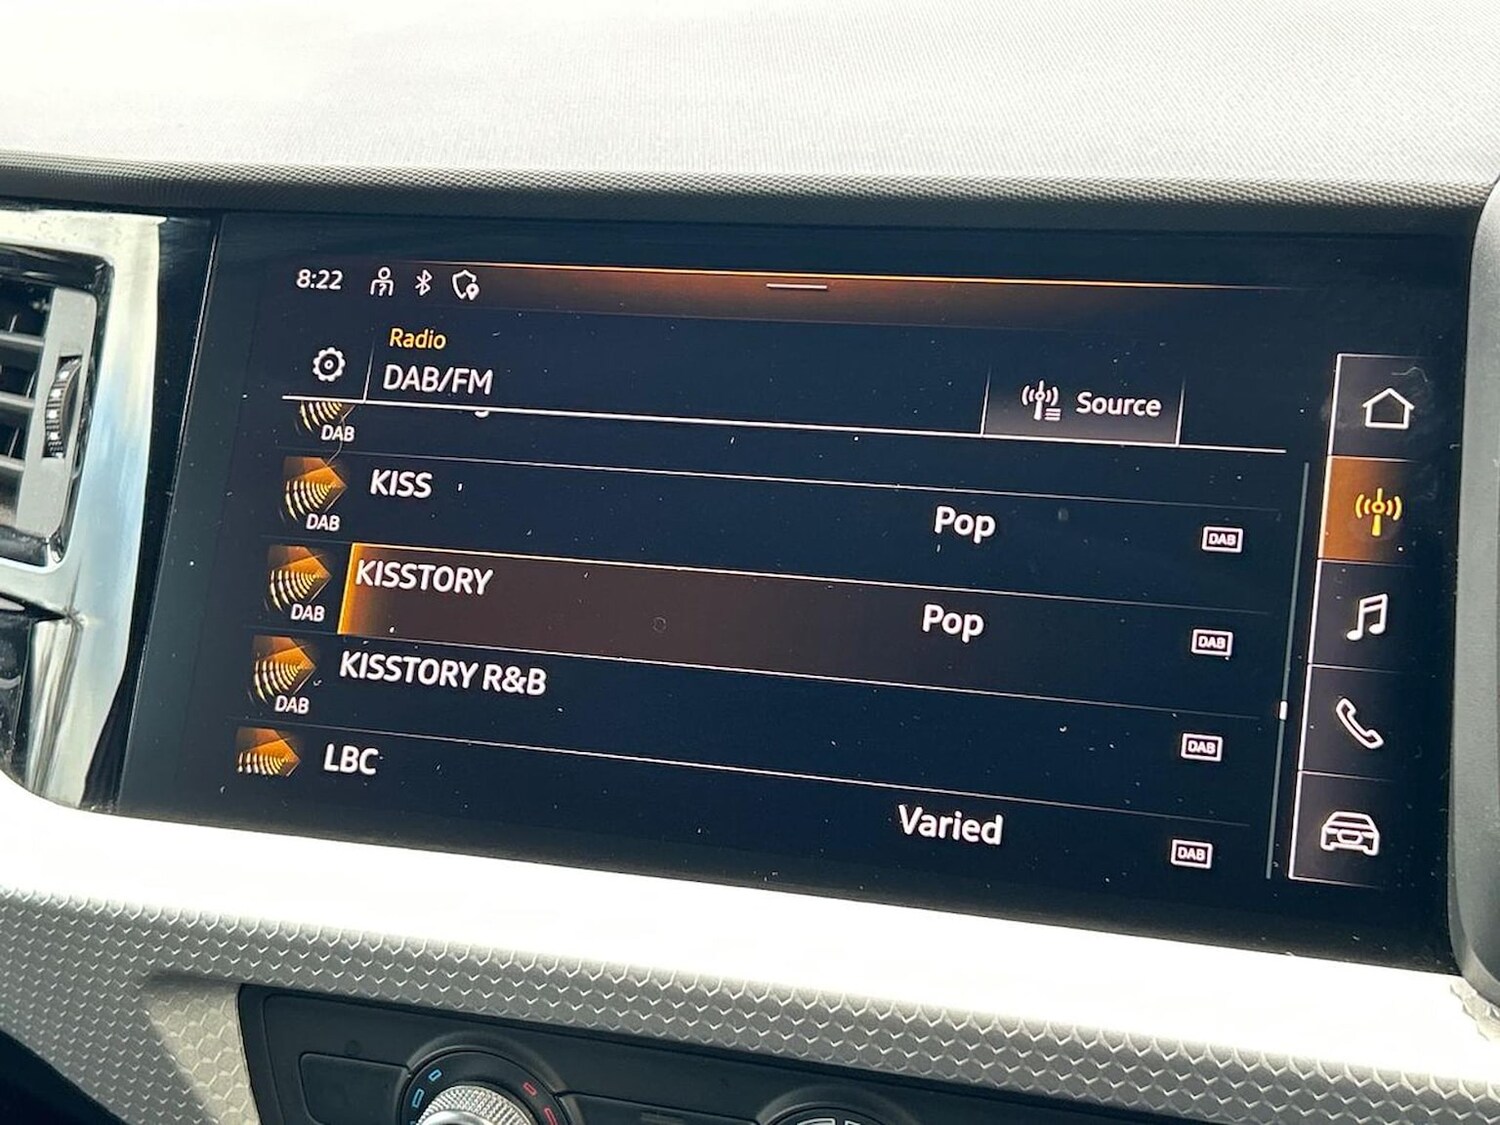 8:22
Radio
DAB/FM
Source
DAB
KISS
Pop
DAB
DAB
KISSTORY
Pop
DAB
DAB
KISSTORY R&B
DAB
DAB
LBC
Varied
DAB